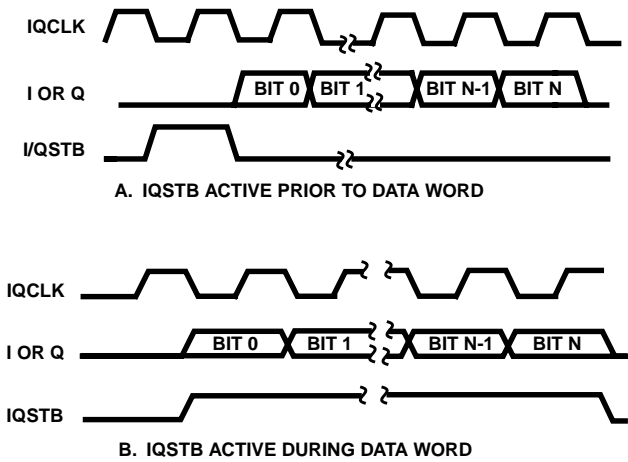 IQCLK
I OR Q BIT 0 BIT 1 BIT N-1 BIT N
I/QSTB
A. IQSTB ACTIVE PRIOR TO DATA WORD
IQCLK
I OR Q BIT 0 BIT 1 BIT N-1 BIT N
IQSTB
B. IQSTB ACTIVE DURING DATA WORD